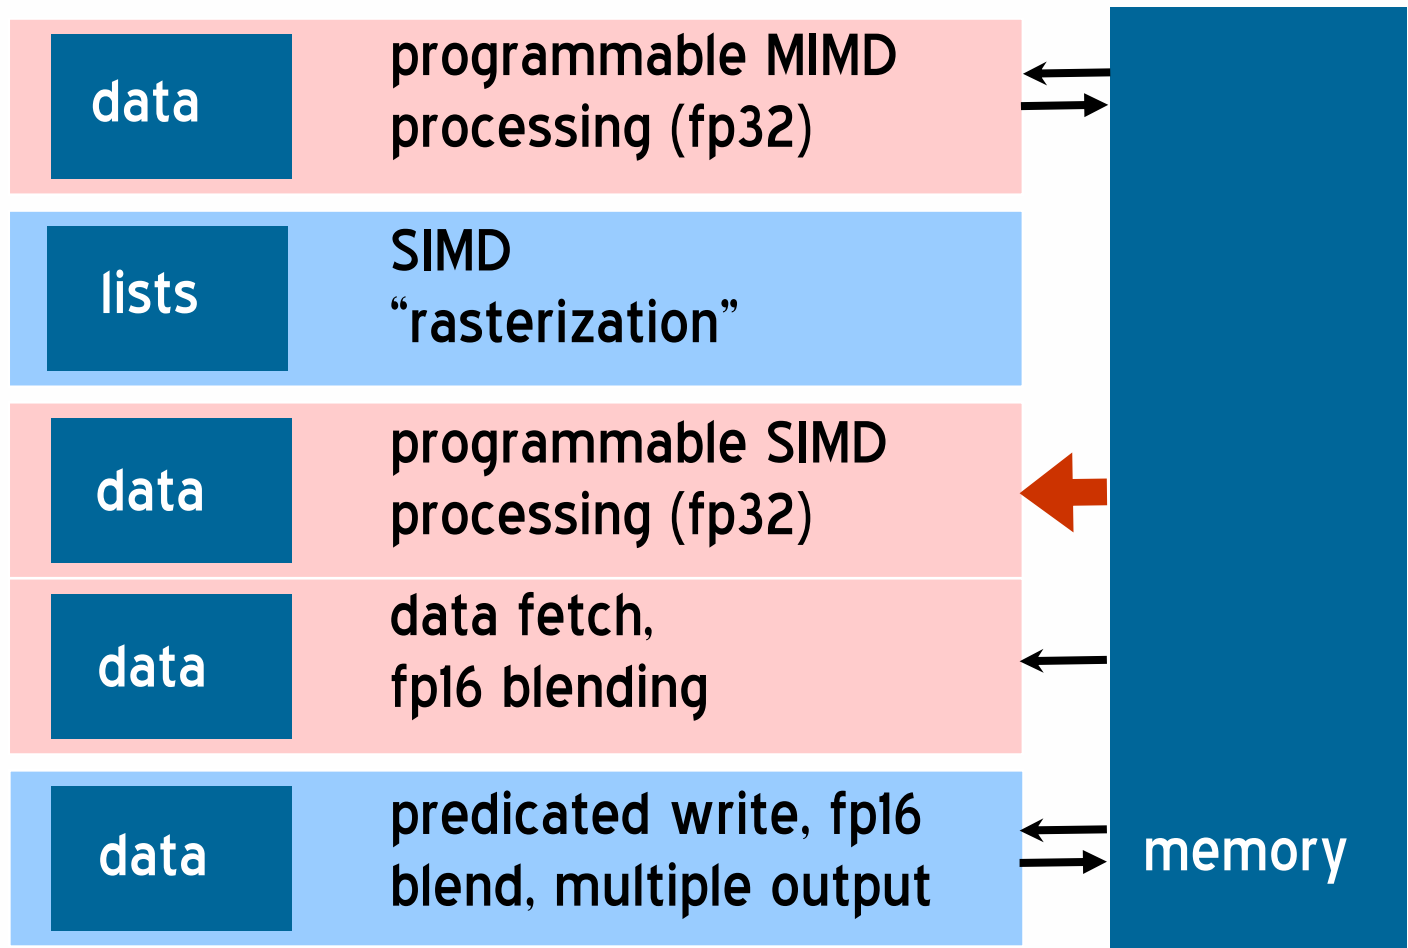 data
programmable MIMD
processing (fp32)
lists
SIMD
“rasterization”
data
programmable SIMD
processing (fp32)
data
data fetch,
fp16 blending
data
predicated write, fp16
blend, multiple output
memory